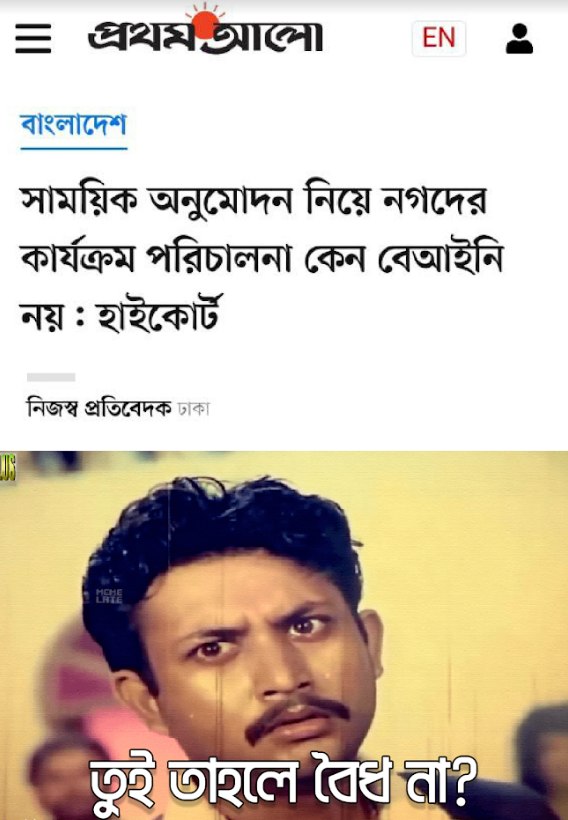 প্রথম আলো
EN
বাংলাদেশ
সাময়িক অনুমোদন নিয়ে নগদের
কার্যক্রম পরিচালনা কেন বেআইনি
নয় : হাইকোর্ট
নিজস্ব প্রতিবেদক ঢাকা
MEME
LATE
তুই তাহলে বৈধ না?